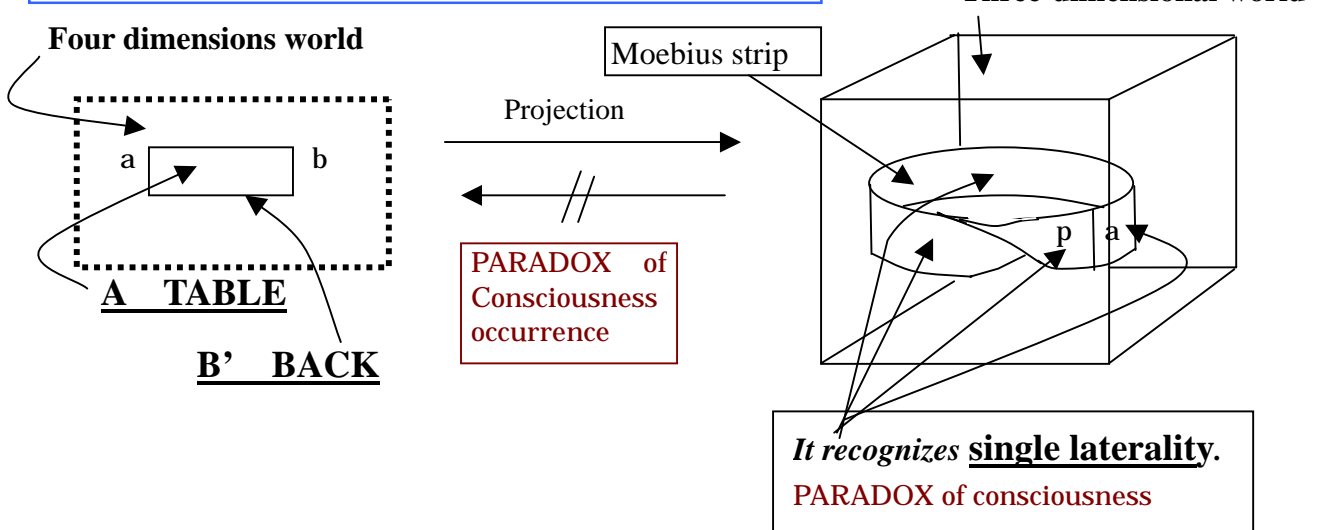 Four dimensions world
Moebius strip
Projection
a
b
PARADOX of
Consciousness
occurrence
A TABLE
B’ BACK
p
a
It recognizes single laterality.
PARADOX of consciousness